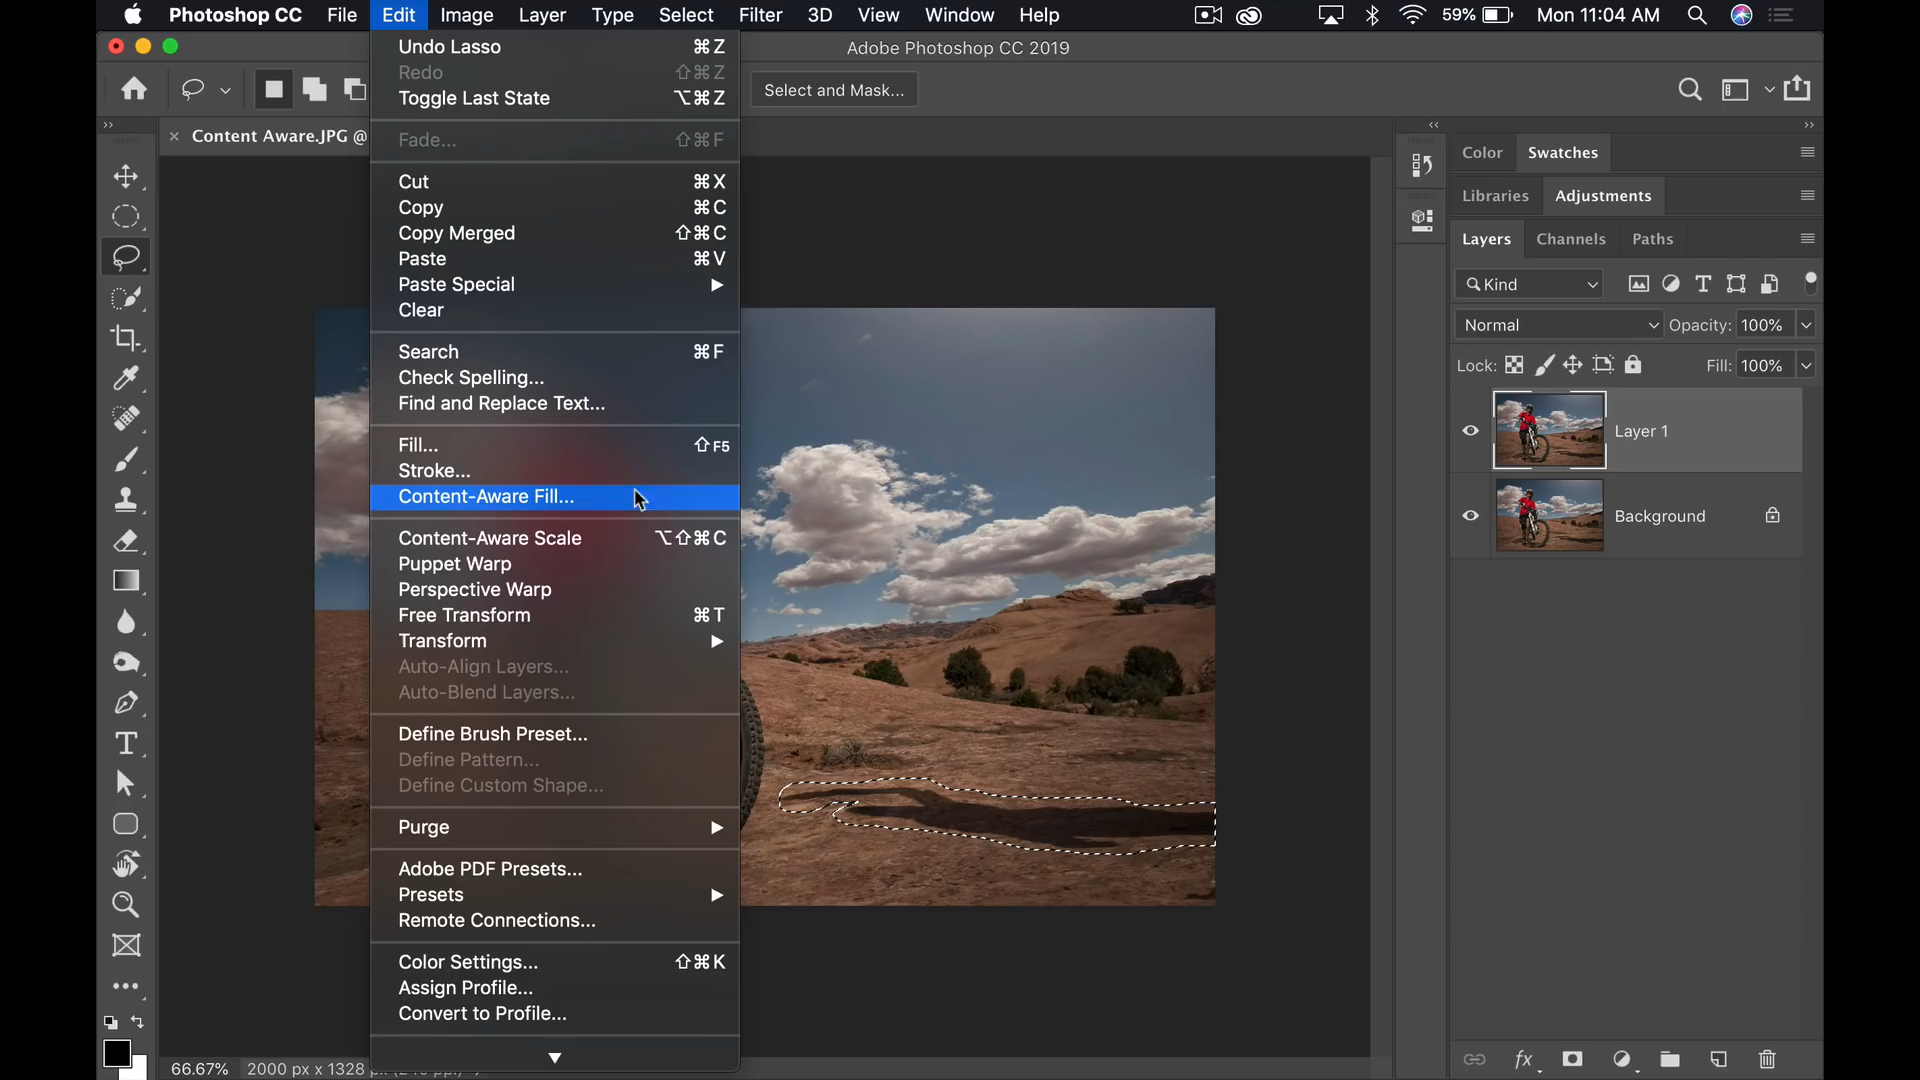 Photoshop CC File Edit Image Layer Type Select Filter 3D View Window Help 59% Mon 11:04 AM
Adobe Photoshop CC 2019
Select and Mask...
Content Aware.JPG @
Undo Lasso ⌘Z
Redo ⇧⌘Z
Toggle Last State ⌥⌘Z
Fade... ⇧⌘F
Cut ⌘X
Copy ⌘C
Copy Merged ⇧⌘C
Paste ⌘V
Paste Special
Clear
Search ⌘F
Check Spelling...
Find and Replace Text...
Fill... ⇧F5
Stroke...
Content-Aware Fill...
Content-Aware Scale ⌥⇧⌘C
Puppet Warp
Perspective Warp
Free Transform ⌘T
Transform
Auto-Align Layers...
Auto-Blend Layers...
Define Brush Preset...
Define Pattern...
Define Custom Shape...
Purge
Adobe PDF Presets...
Presets
Remote Connections...
Color Settings... ⇧⌘K
Assign Profile...
Convert to Profile...
66.67% 2000 px x 1328 px
Color Swatches
Libraries Adjustments
Layers Channels Paths
Kind
Normal Opacity: 100%
Lock: Fill: 100%
Layer 1
Background
fx